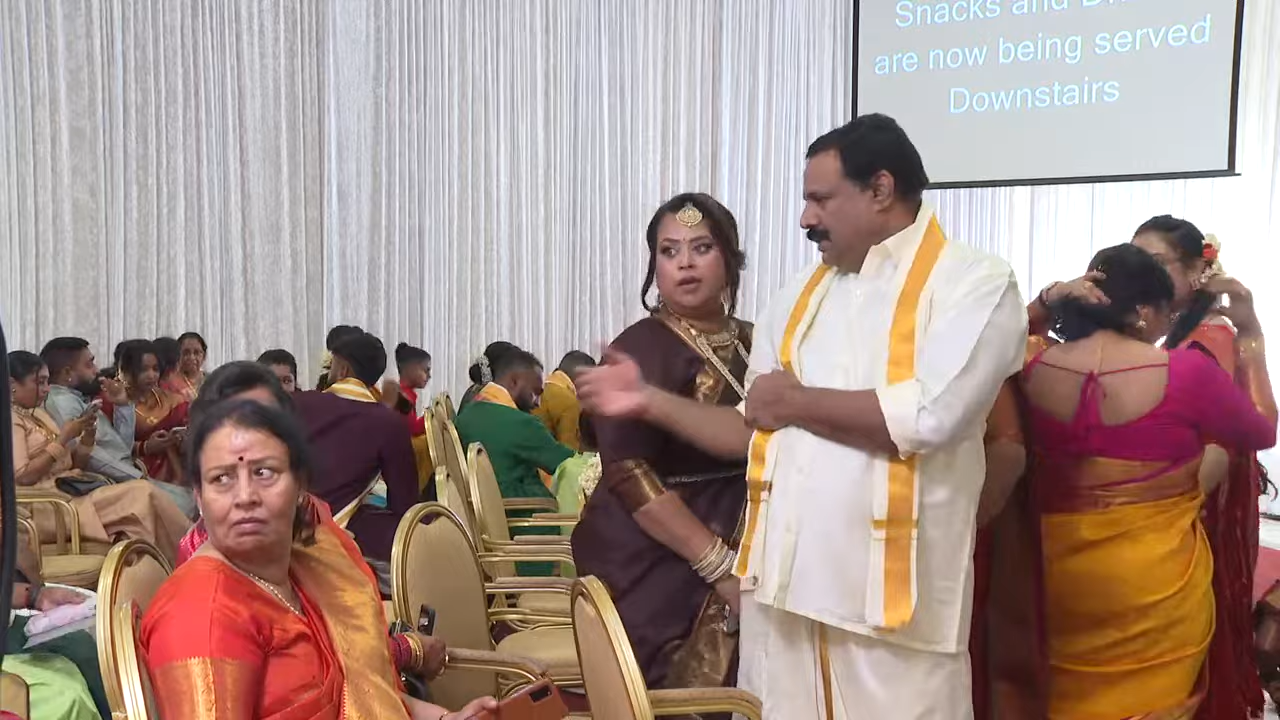 Snacks and
are now being served
Downstairs